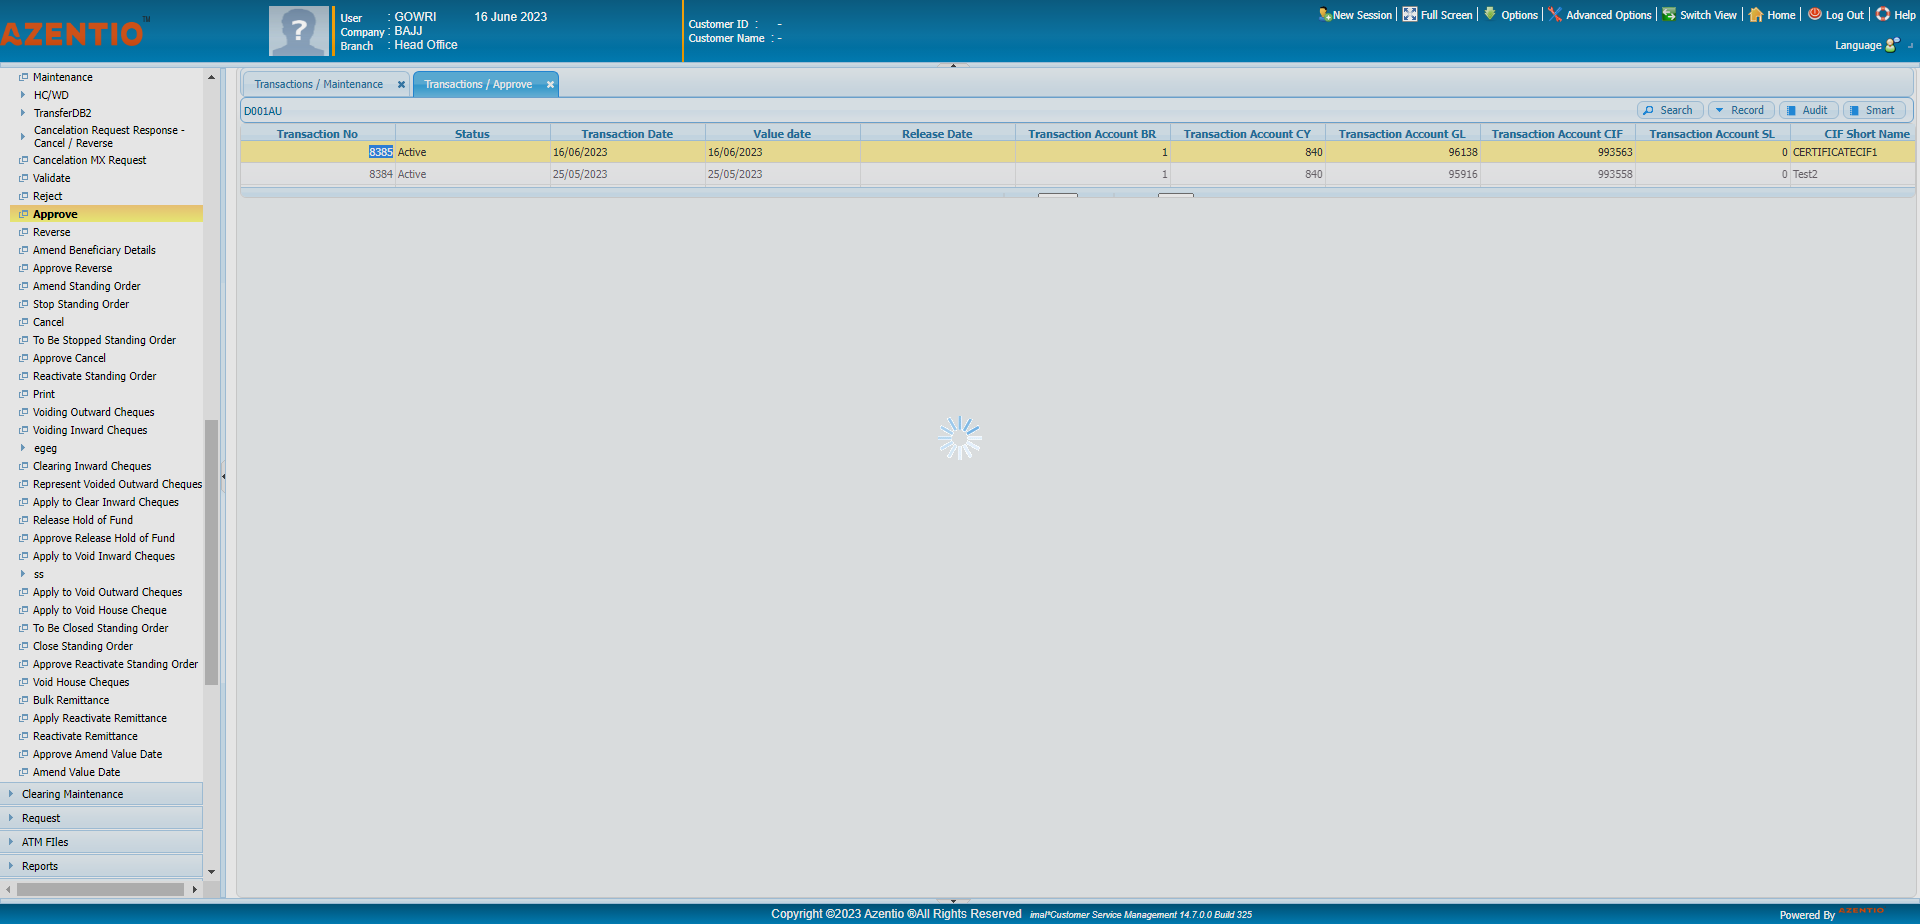 AZENTIO™
User : GOWRI 16 June 2023
Company : BAJJ
Branch : Head Office
Customer ID : -
Customer Name : -
New Session Full Screen Options Advanced Options Switch View Home Log Out Help
Language
Maintenance
HC/WD
TransferDB2
Cancelation Request Response -
Cancel / Reverse
Cancelation MX Request
Validate
Reject
Approve
Reverse
Amend Beneficiary Details
Approve Reverse
Amend Standing Order
Stop Standing Order
Cancel
To Be Stopped Standing Order
Approve Cancel
Reactivate Standing Order
Print
Voiding Outward Cheques
Voiding Inward Cheques
egeg
Clearing Inward Cheques
Represent Voided Outward Cheques
Apply to Clear Inward Cheques
Release Hold of Fund
Approve Release Hold of Fund
Apply to Void Inward Cheques
ss
Apply to Void Outward Cheques
Apply to Void House Cheque
To Be Closed Standing Order
Close Standing Order
Approve Reactivate Standing Order
Void House Cheques
Bulk Remittance
Apply Reactivate Remittance
Reactivate Remittance
Approve Amend Value Date
Amend Value Date
Clearing Maintenance
Request
ATM FIles
Reports
Transactions / Maintenance Transactions / Approve
D001AU Search Record Audit Smart
Transaction No Status Transaction Date Value date Release Date Transaction Account BR Transaction Account CY Transaction Account GL Transaction Account CIF Transaction Account SL CIF Short Name
8385 Active 16/06/2023 16/06/2023 1 840 96138 993563 0 CERTIFICATECIF1
8384 Active 25/05/2023 25/05/2023 1 840 95916 993558 0 Test2
Copyright ©2023 Azentio ®All Rights Reserved imal*Customer Service Management 14.7.0.0 Build 325
Powered By AZENTIO